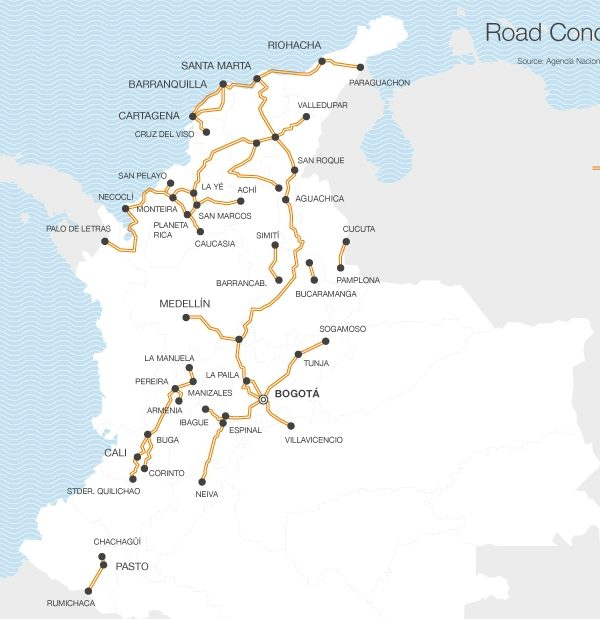 Road Conc
Source: Agencia Nacion
RIOHACHA
SANTA MARTA
PARAGUACHON
BARRANQUILLA
VALLEDUPAR
CARTAGENA
CRUZ DEL VISO
SAN ROQUE
SAN PELAYO
LA YÉ
ACHÍ
NECOCLÍ
AGUACHICA
MONTEIRA
SAN MARCOS
PALO DE LETRAS
PLANETA
RICA
CUCUTA
SIMITÍ
CAUCASIA
BARRANCAB.
PAMPLONA
BUCARAMANGA
MEDELLÍN
SOGAMOSO
LA MANUELA
TUNJA
PEREIRA
LA PAILA
MANIZALES
BOGOTÁ
ARMENIA
IBAGUE
ESPINAL
BUGA
VILLAVICENCIO
CALI
CORINTO
STDER. QUILICHAO
NEIVA
CHACHAGÜÍ
PASTO
RUMICHACA